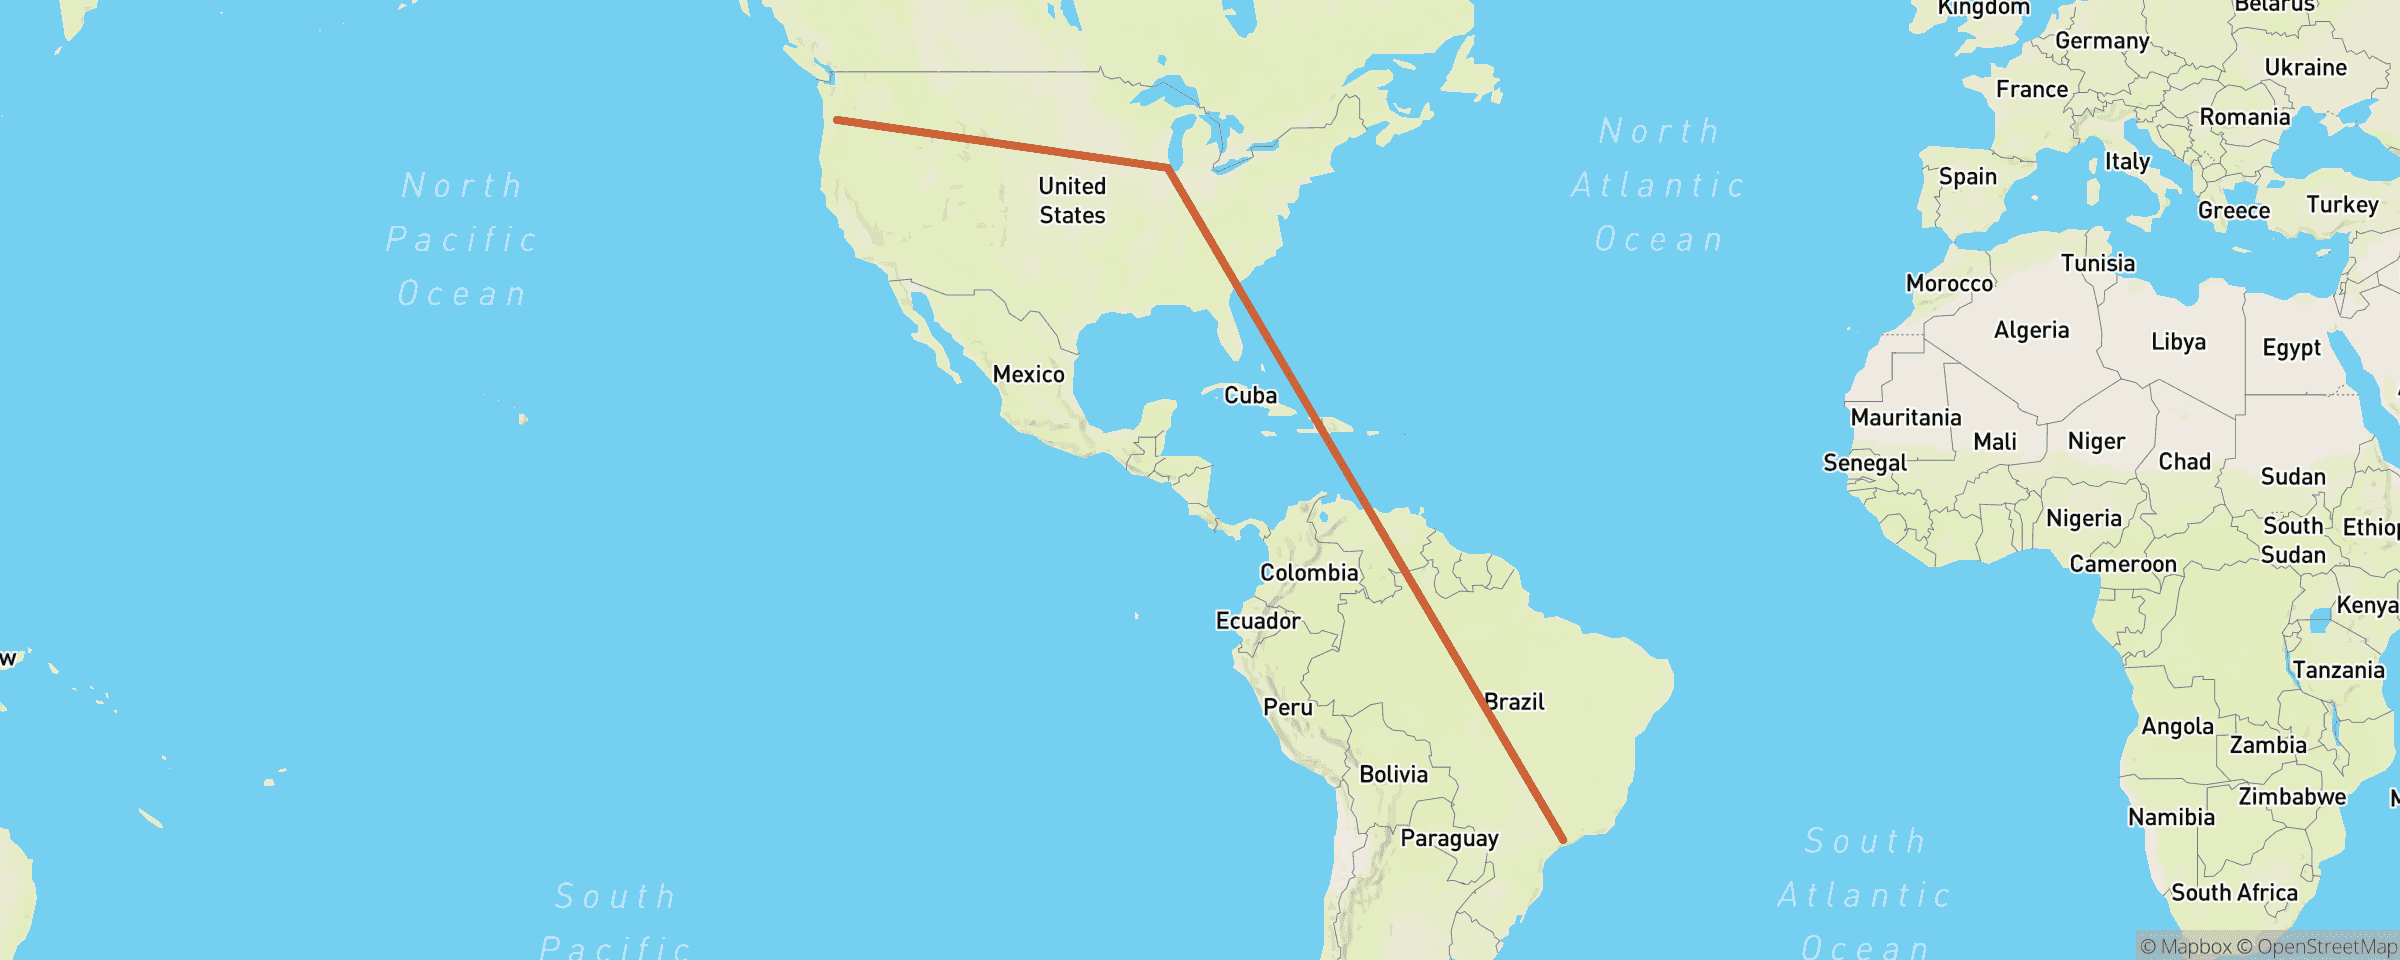 Kingdom
Belarus
Germany
Ukraine
France
Romania
North
Atlantic
Ocean
Italy
Spain
United
States
North
Pacific
Ocean
Greece
Turkey
Tunisia
Morocco
Algeria
Libya
Egypt
Mexico
Cuba
Mauritania
Mali
Niger
Chad
Senegal
Sudan
Nigeria
South
Sudan
Ethiop
Cameroon
Colombia
Ecuador
Kenya
w
Tanzania
Peru
Brazil
Angola
Zambia
Bolivia
Zimbabwe
Namibia
Paraguay
South
Atlantic
Ocean
South
Pacific
South Africa
© Mapbox © OpenStreetMap